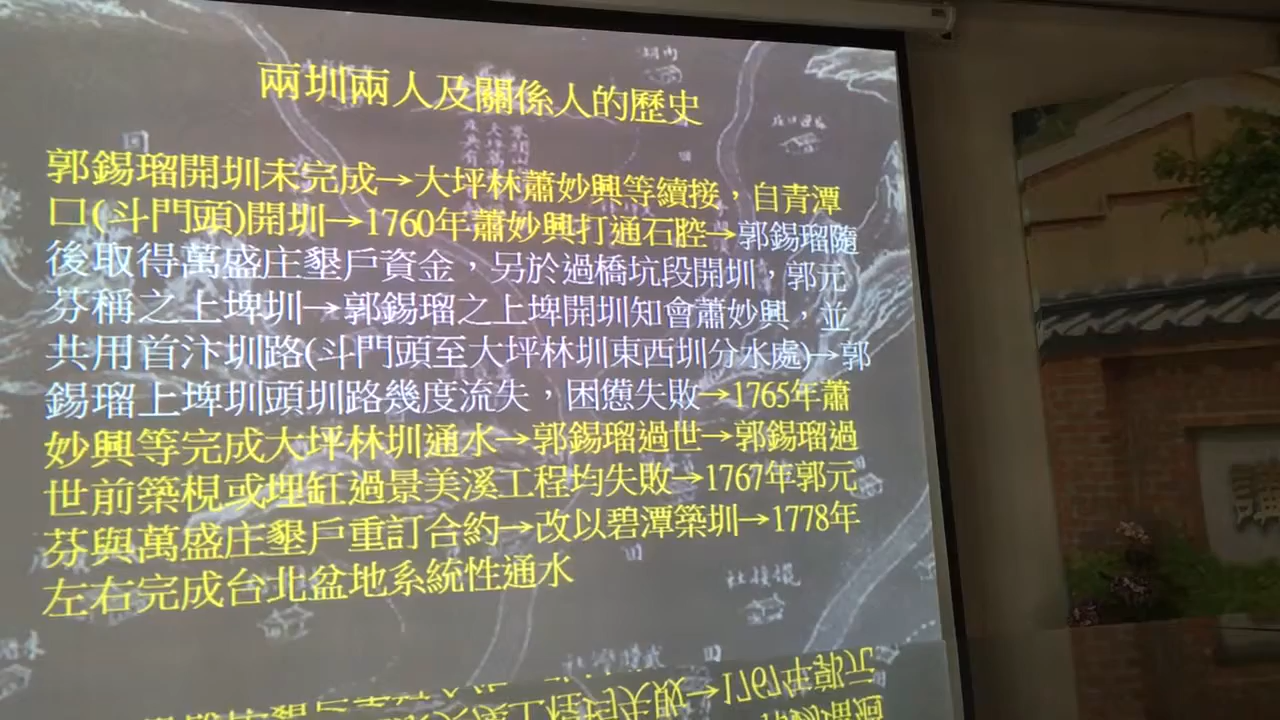 兩圳兩人及關係人的歷史
郭錫瑠開圳未完成→大坪林蕭妙興等續接，自青潭
口(斗門頭)開圳→1760年蕭妙興打通石腔→郭錫瑠隨
後取得萬盛庄墾戶資金，另於過橋坑段開圳，郭元
芬稱之上埤圳→郭錫瑠之上埤開圳知會蕭妙興，並
共用首汴圳路(斗門頭至大坪林圳東西圳分水處)→郭
錫瑠上埤圳頭圳路幾度流失，困憊失敗→1765年蕭
妙興等完成大坪林圳通水→郭錫瑠過世→郭錫瑠過
世前築梘或埋缸過景美溪工程均失敗→1767年郭元
芬與萬盛庄墾戶重訂合約→改以碧潭築圳→1778年
左右完成台北盆地系統性通水
講